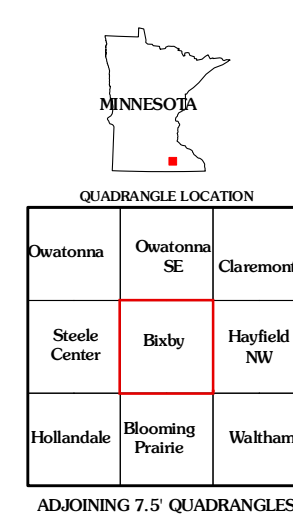 MINNESOTA
QUADRANGLE LOCATION
Owatonna
Owatonna
SE
Claremont
Steele
Center
Bixby
Hayfield
NW
Hollandale
Blooming
Prairie
Waltham
ADJOINING 7.5' QUADRANGLES